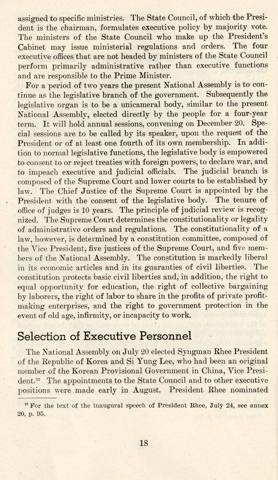 assigned to specific ministries. The State Council, of which the Presi-
dent is the chairman, formulates executive policy by majority vote.
The ministers of the State Council who make up the President's
Cabinet may issue ministerial regulations and orders. The four
executive offices that are not headed by ministers of the State Council
perform primarily administrative rather than executive functions
and are responsible to the Prime Minister.
For a period of two years the present National Assembly is to con-
tinue as the legislative branch of the government. Subsequently the
legislative organ is to be a unicameral body, similar to the present
National Assembly, elected directly by the people for a four-year
term. It will hold annual sessions, convening on December 20. Spe-
cial sessions are to be called by its speaker, upon the request of the
President or of at least one fourth of its own membership. In addi-
tion to normal legislative functions, the legislative body is empowered
to consent to or reject treaties with foreign powers, to declare war, and
to impeach executive and judicial officials. The judicial branch is
composed of the Supreme Court and lower courts to be established by
law. The Chief Justice of the Supreme Court is appointed by the
President with the consent of the legislative body. The tenure of
office of judges is 10 years. The principle of judicial review is recog-
nized. The Supreme Court determines the constitutionality or legality
of administrative orders and regulations. The constitutionality of a
law, however, is determined by a constitution committee, composed of
the Vice President, five justices of the Supreme Court, and five mem-
bers of the National Assembly. The constitution is markedly liberal
in its economic articles and in its guaranties of civil liberties. The
constitution protects basic civil liberties and, in addition, the right to
equal opportunity for education, the right of collective bargaining
by laborers, the right of labor to share in the profits of private profit-
making enterprises, and the right to government protection in the
event of old age, infirmity, or incapacity to work.
Selection of Executive Personnel
The National Assembly on July 20 elected Syngman Rhee President
of the Republic of Korea and Si Yung Lee, who had been an original
member of the Korean Provisional Government in China, Vice Presi-
dent. The appointments to the State Council and to other executive
positions were made early in August. President Rhee nominated
For the text of the inaugural speech of President Rhee, July 24, see annex
20, p. 95.
18